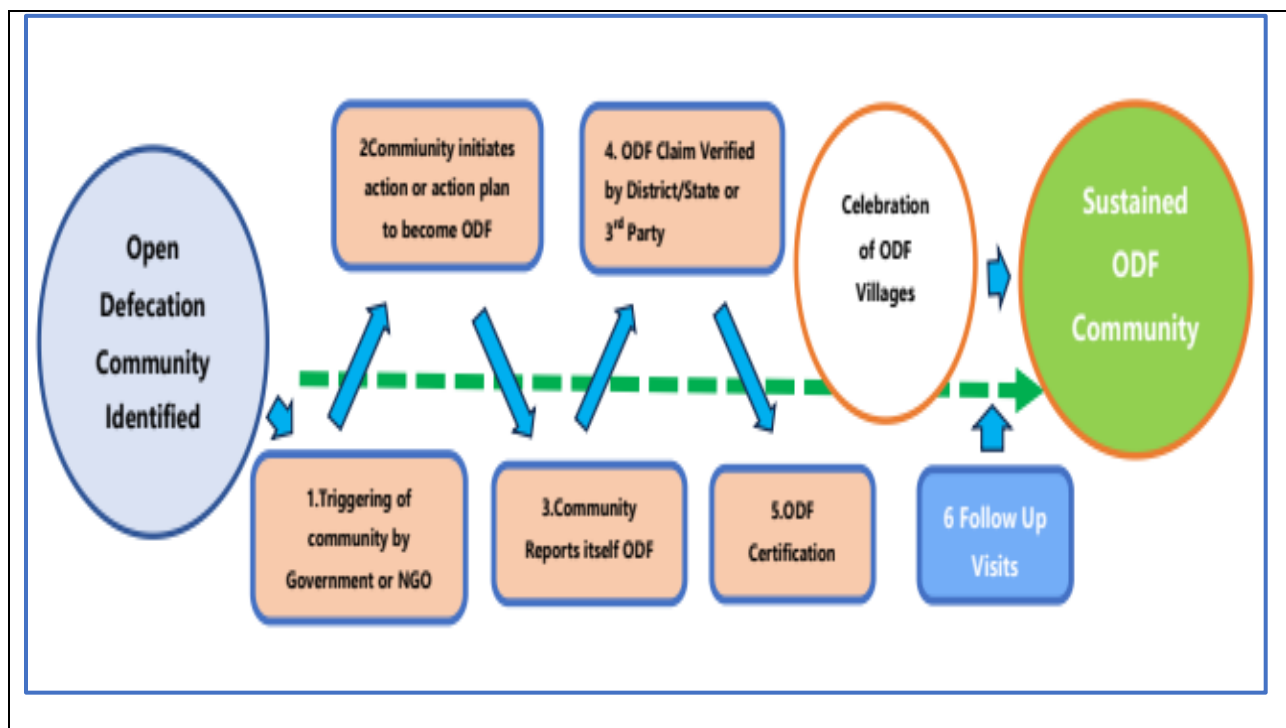 Open
Defecation
Community
Identified
1.Triggering of
community by
Government or NGO
2Commiunity initiates
action or action plan
to become ODF
3.Community
Reports itself ODF
4. ODF Claim Verified
by District/State or
3rd Party
5.ODF
Certification
Celebration
of ODF
Villages
6 Follow Up
Visits
Sustained
ODF
Community